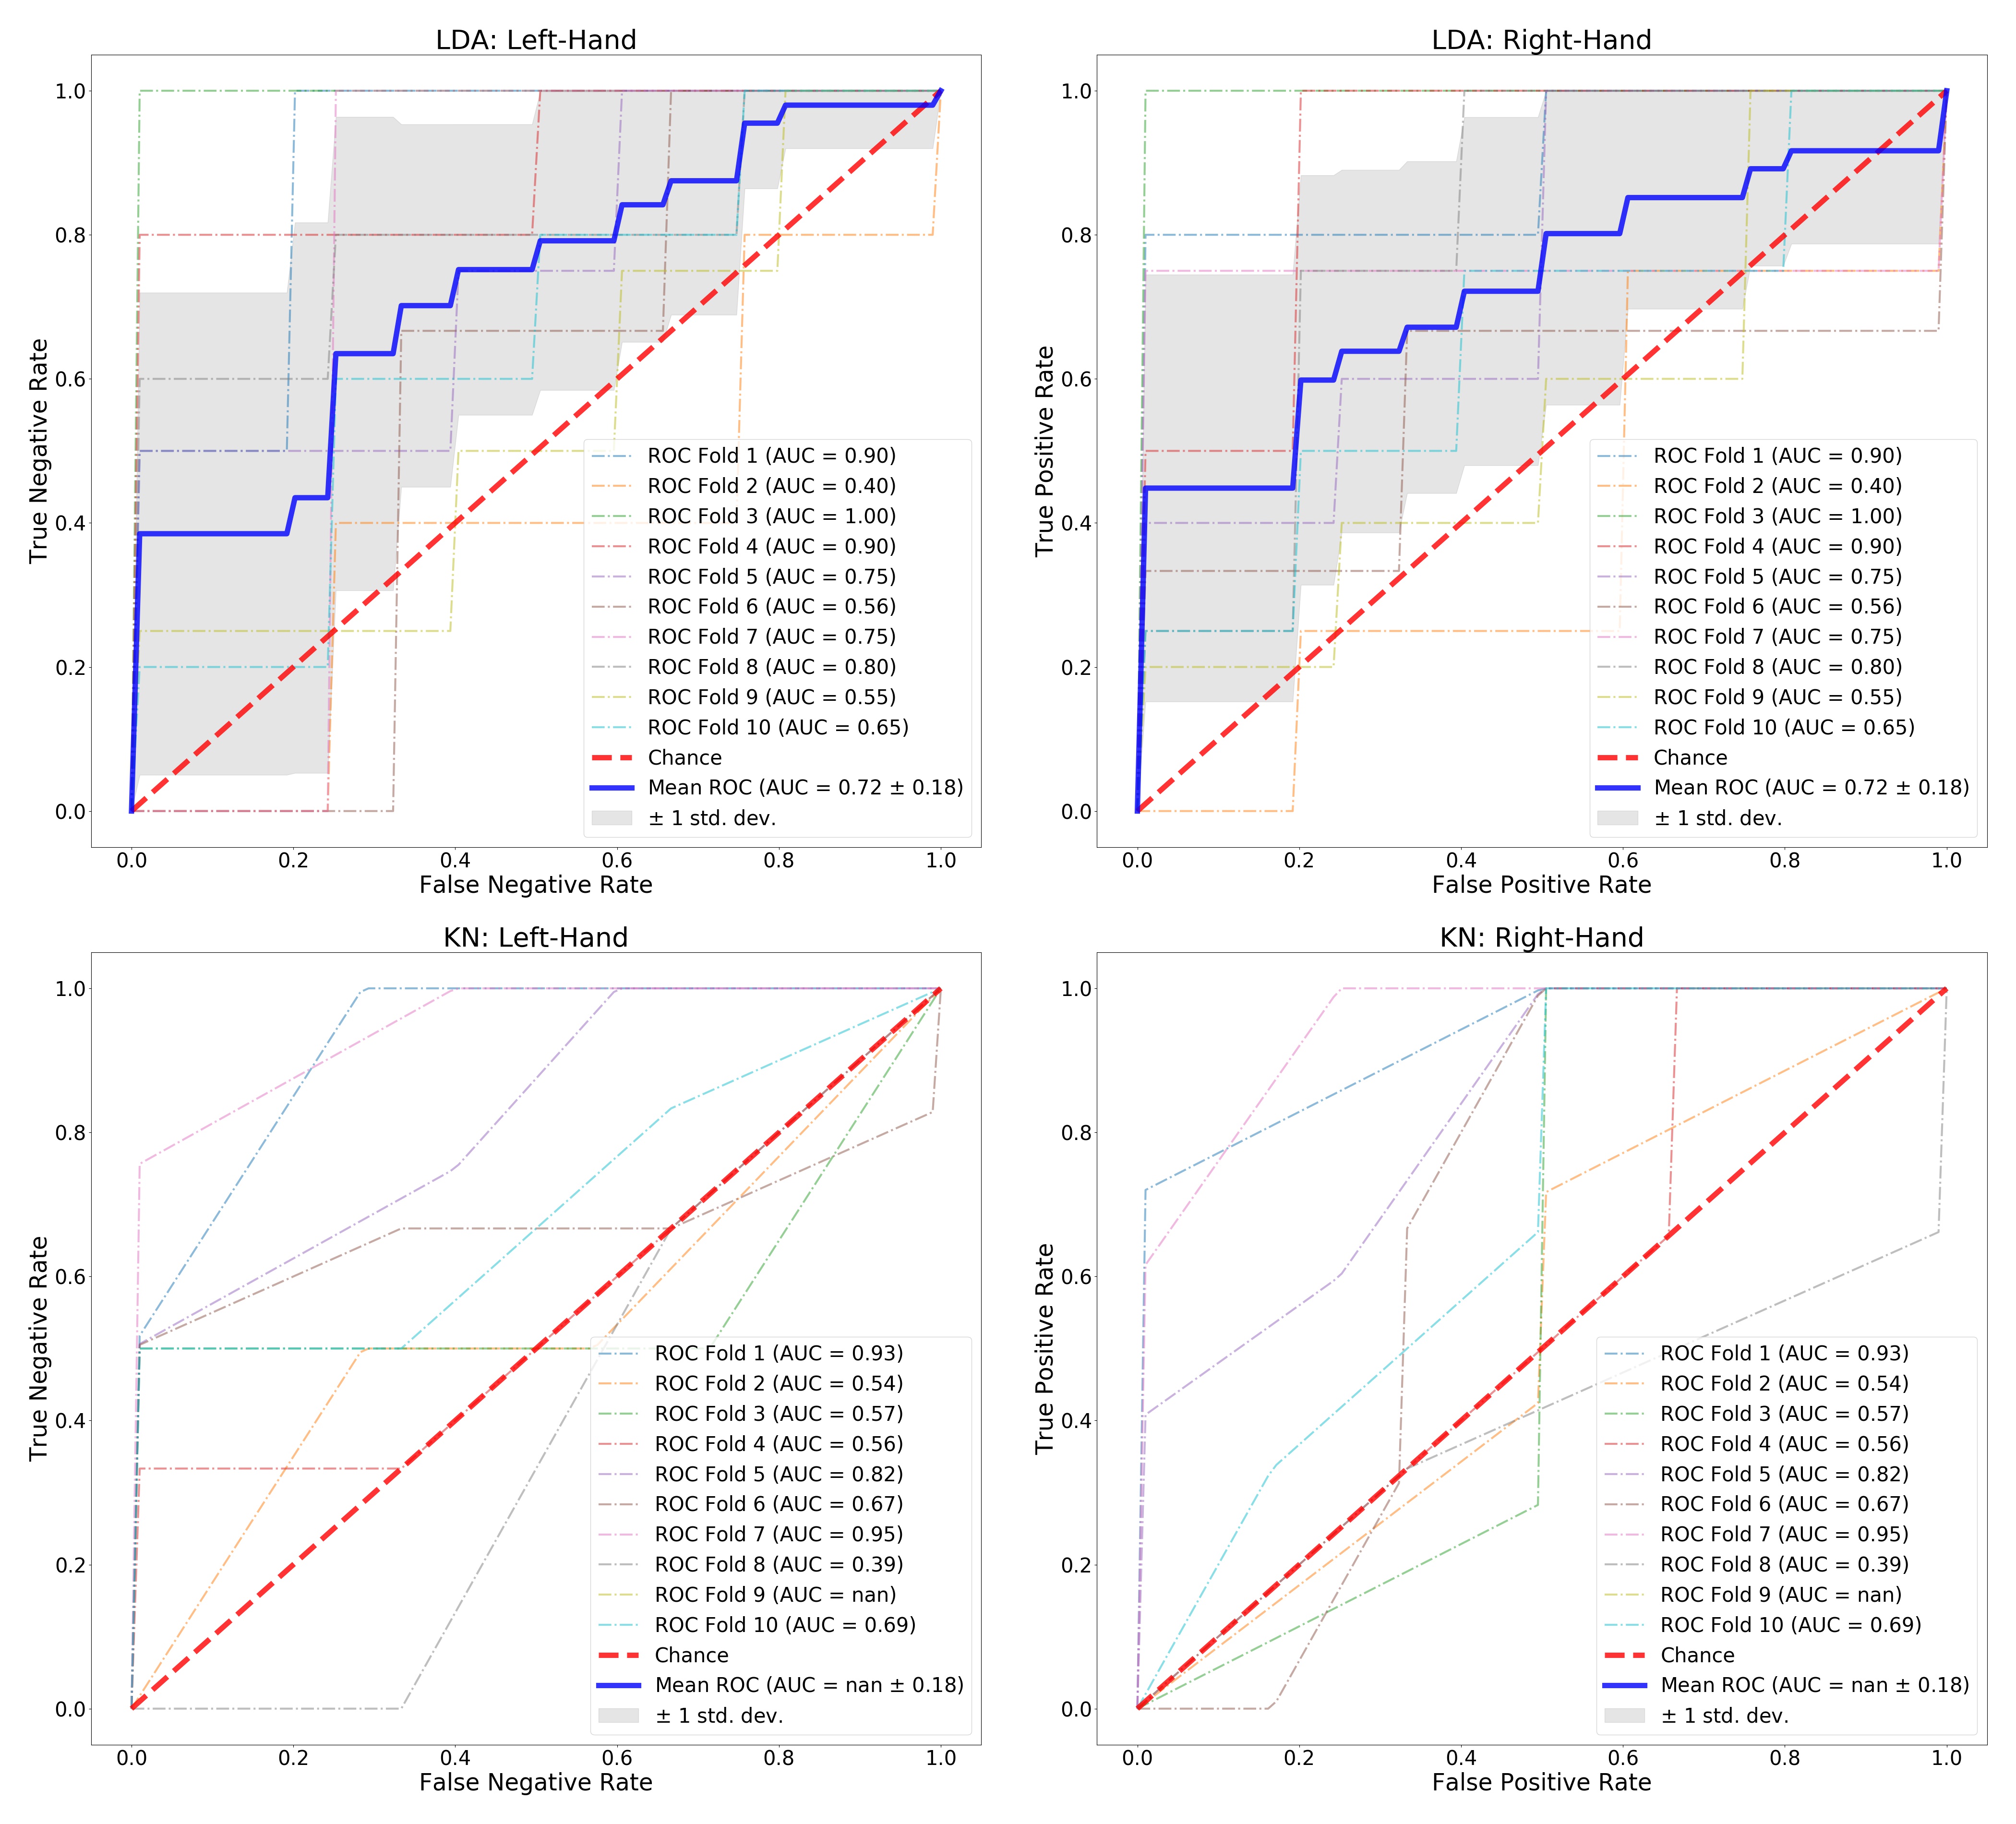 LDA: Left-Hand
True Negative Rate
1.0
0.8
0.6
0.4
0.2
0.0
ROC Fold 1 (AUC = 0.90)
ROC Fold 2 (AUC = 0.40)
ROC Fold 3 (AUC = 1.00)
ROC Fold 4 (AUC = 0.90)
ROC Fold 5 (AUC = 0.75)
ROC Fold 6 (AUC = 0.56)
ROC Fold 7 (AUC = 0.75)
ROC Fold 8 (AUC = 0.80)
ROC Fold 9 (AUC = 0.55)
ROC Fold 10 (AUC = 0.65)
Chance
Mean ROC (AUC = 0.72 ± 0.18)
± 1 std. dev.
0.0 0.2 0.4 0.6 0.8 1.0
False Negative Rate
LDA: Right-Hand
True Positive Rate
1.0
0.8
0.6
0.4
0.2
0.0
ROC Fold 1 (AUC = 0.90)
ROC Fold 2 (AUC = 0.40)
ROC Fold 3 (AUC = 1.00)
ROC Fold 4 (AUC = 0.90)
ROC Fold 5 (AUC = 0.75)
ROC Fold 6 (AUC = 0.56)
ROC Fold 7 (AUC = 0.75)
ROC Fold 8 (AUC = 0.80)
ROC Fold 9 (AUC = 0.55)
ROC Fold 10 (AUC = 0.65)
Chance
Mean ROC (AUC = 0.72 ± 0.18)
± 1 std. dev.
0.0 0.2 0.4 0.6 0.8 1.0
False Positive Rate
KN: Left-Hand
True Negative Rate
1.0
0.8
0.6
0.4
0.2
0.0
ROC Fold 1 (AUC = 0.93)
ROC Fold 2 (AUC = 0.54)
ROC Fold 3 (AUC = 0.57)
ROC Fold 4 (AUC = 0.56)
ROC Fold 5 (AUC = 0.82)
ROC Fold 6 (AUC = 0.67)
ROC Fold 7 (AUC = 0.95)
ROC Fold 8 (AUC = 0.39)
ROC Fold 9 (AUC = nan)
ROC Fold 10 (AUC = 0.69)
Chance
Mean ROC (AUC = nan ± 0.18)
± 1 std. dev.
0.0 0.2 0.4 0.6 0.8 1.0
False Negative Rate
KN: Right-Hand
True Positive Rate
1.0
0.8
0.6
0.4
0.2
0.0
ROC Fold 1 (AUC = 0.93)
ROC Fold 2 (AUC = 0.54)
ROC Fold 3 (AUC = 0.57)
ROC Fold 4 (AUC = 0.56)
ROC Fold 5 (AUC = 0.82)
ROC Fold 6 (AUC = 0.67)
ROC Fold 7 (AUC = 0.95)
ROC Fold 8 (AUC = 0.39)
ROC Fold 9 (AUC = nan)
ROC Fold 10 (AUC = 0.69)
Chance
Mean ROC (AUC = nan ± 0.18)
± 1 std. dev.
0.0 0.2 0.4 0.6 0.8 1.0
False Positive Rate